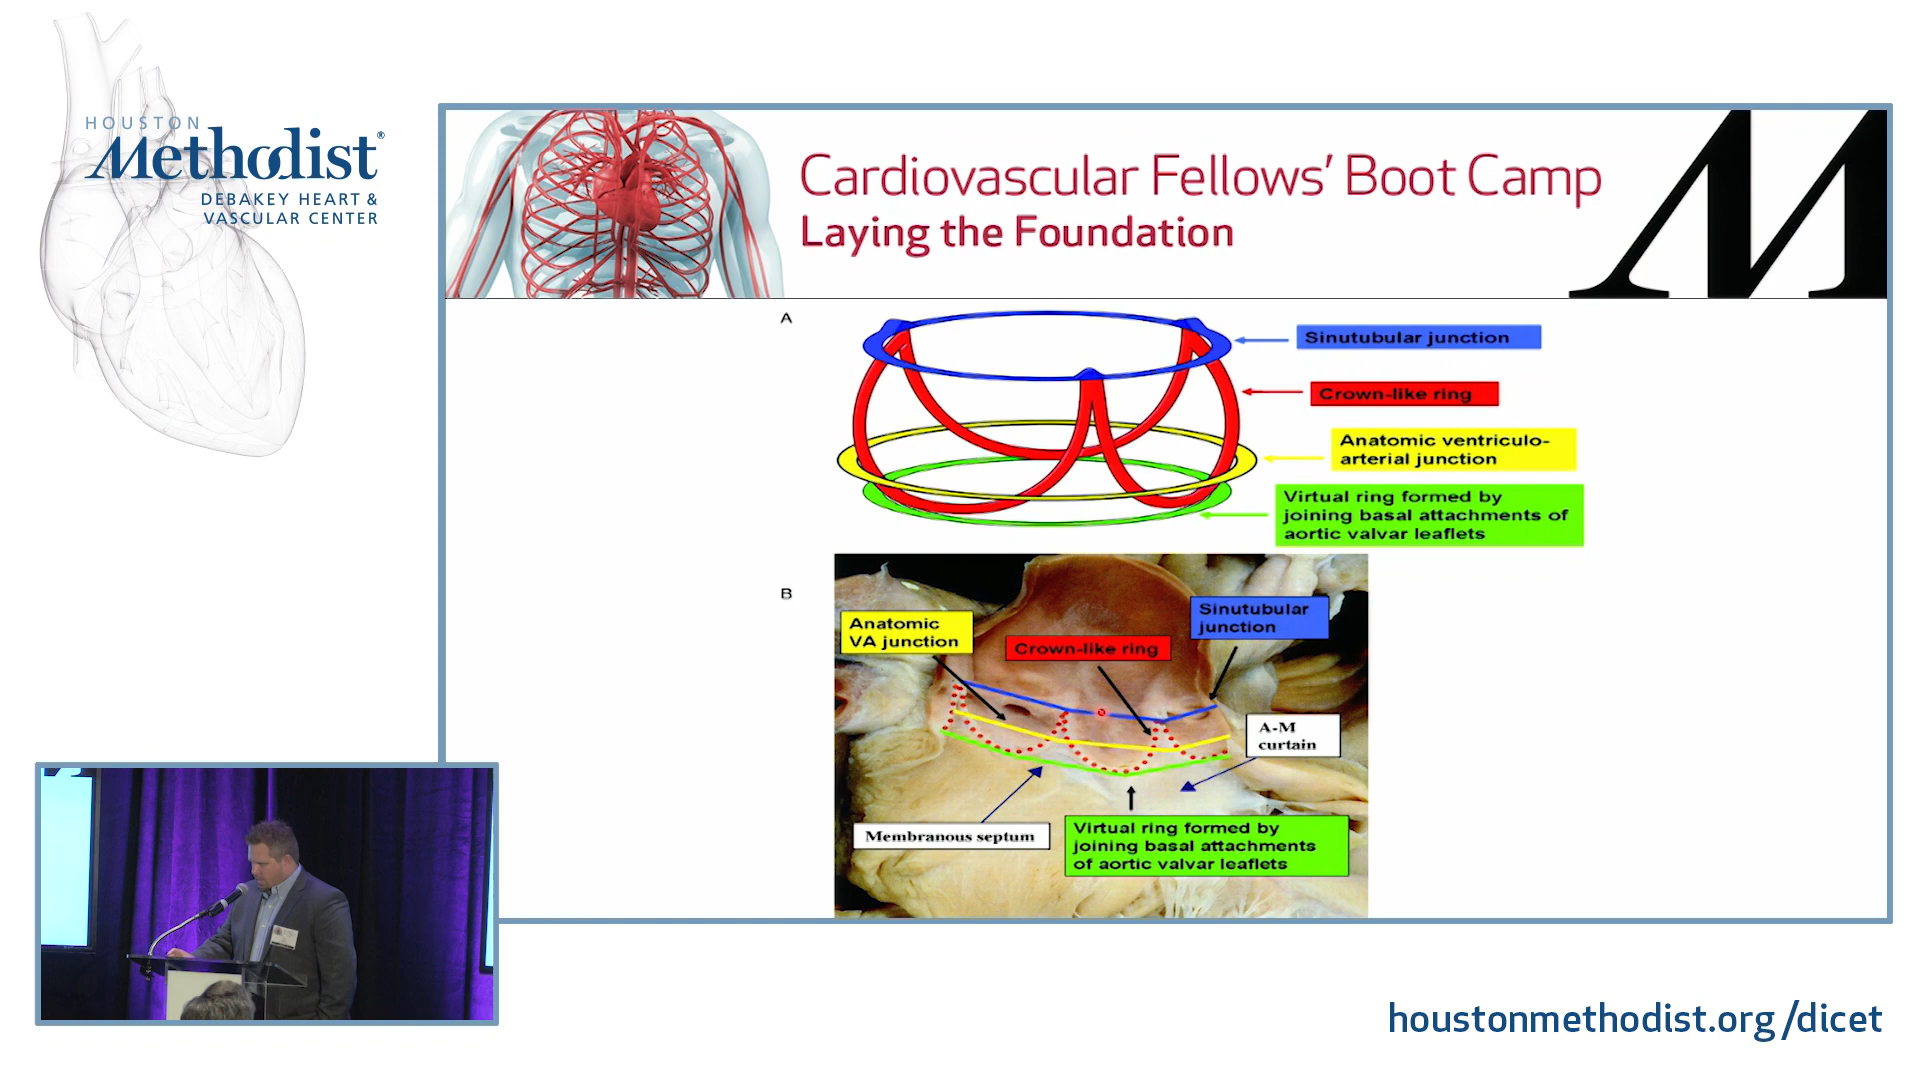 HOUSTON
Methodist®
DEBAKEY HEART &
VASCULAR CENTER
Cardiovascular Fellows' Boot Camp
Laying the Foundation
M
A
Sinutubular junction
Crown-like ring
Anatomic ventriculo-
arterial junction
Virtual ring formed by
joining basal attachments of
aortic valvar leaflets
B
Anatomic
VA junction
Crown-like ring
Sinutubular
junction
A-M
curtain
Membranous septum
Virtual ring formed by
joining basal attachments
of aortic valvar leaflets
houstonmethodist.org/dicet